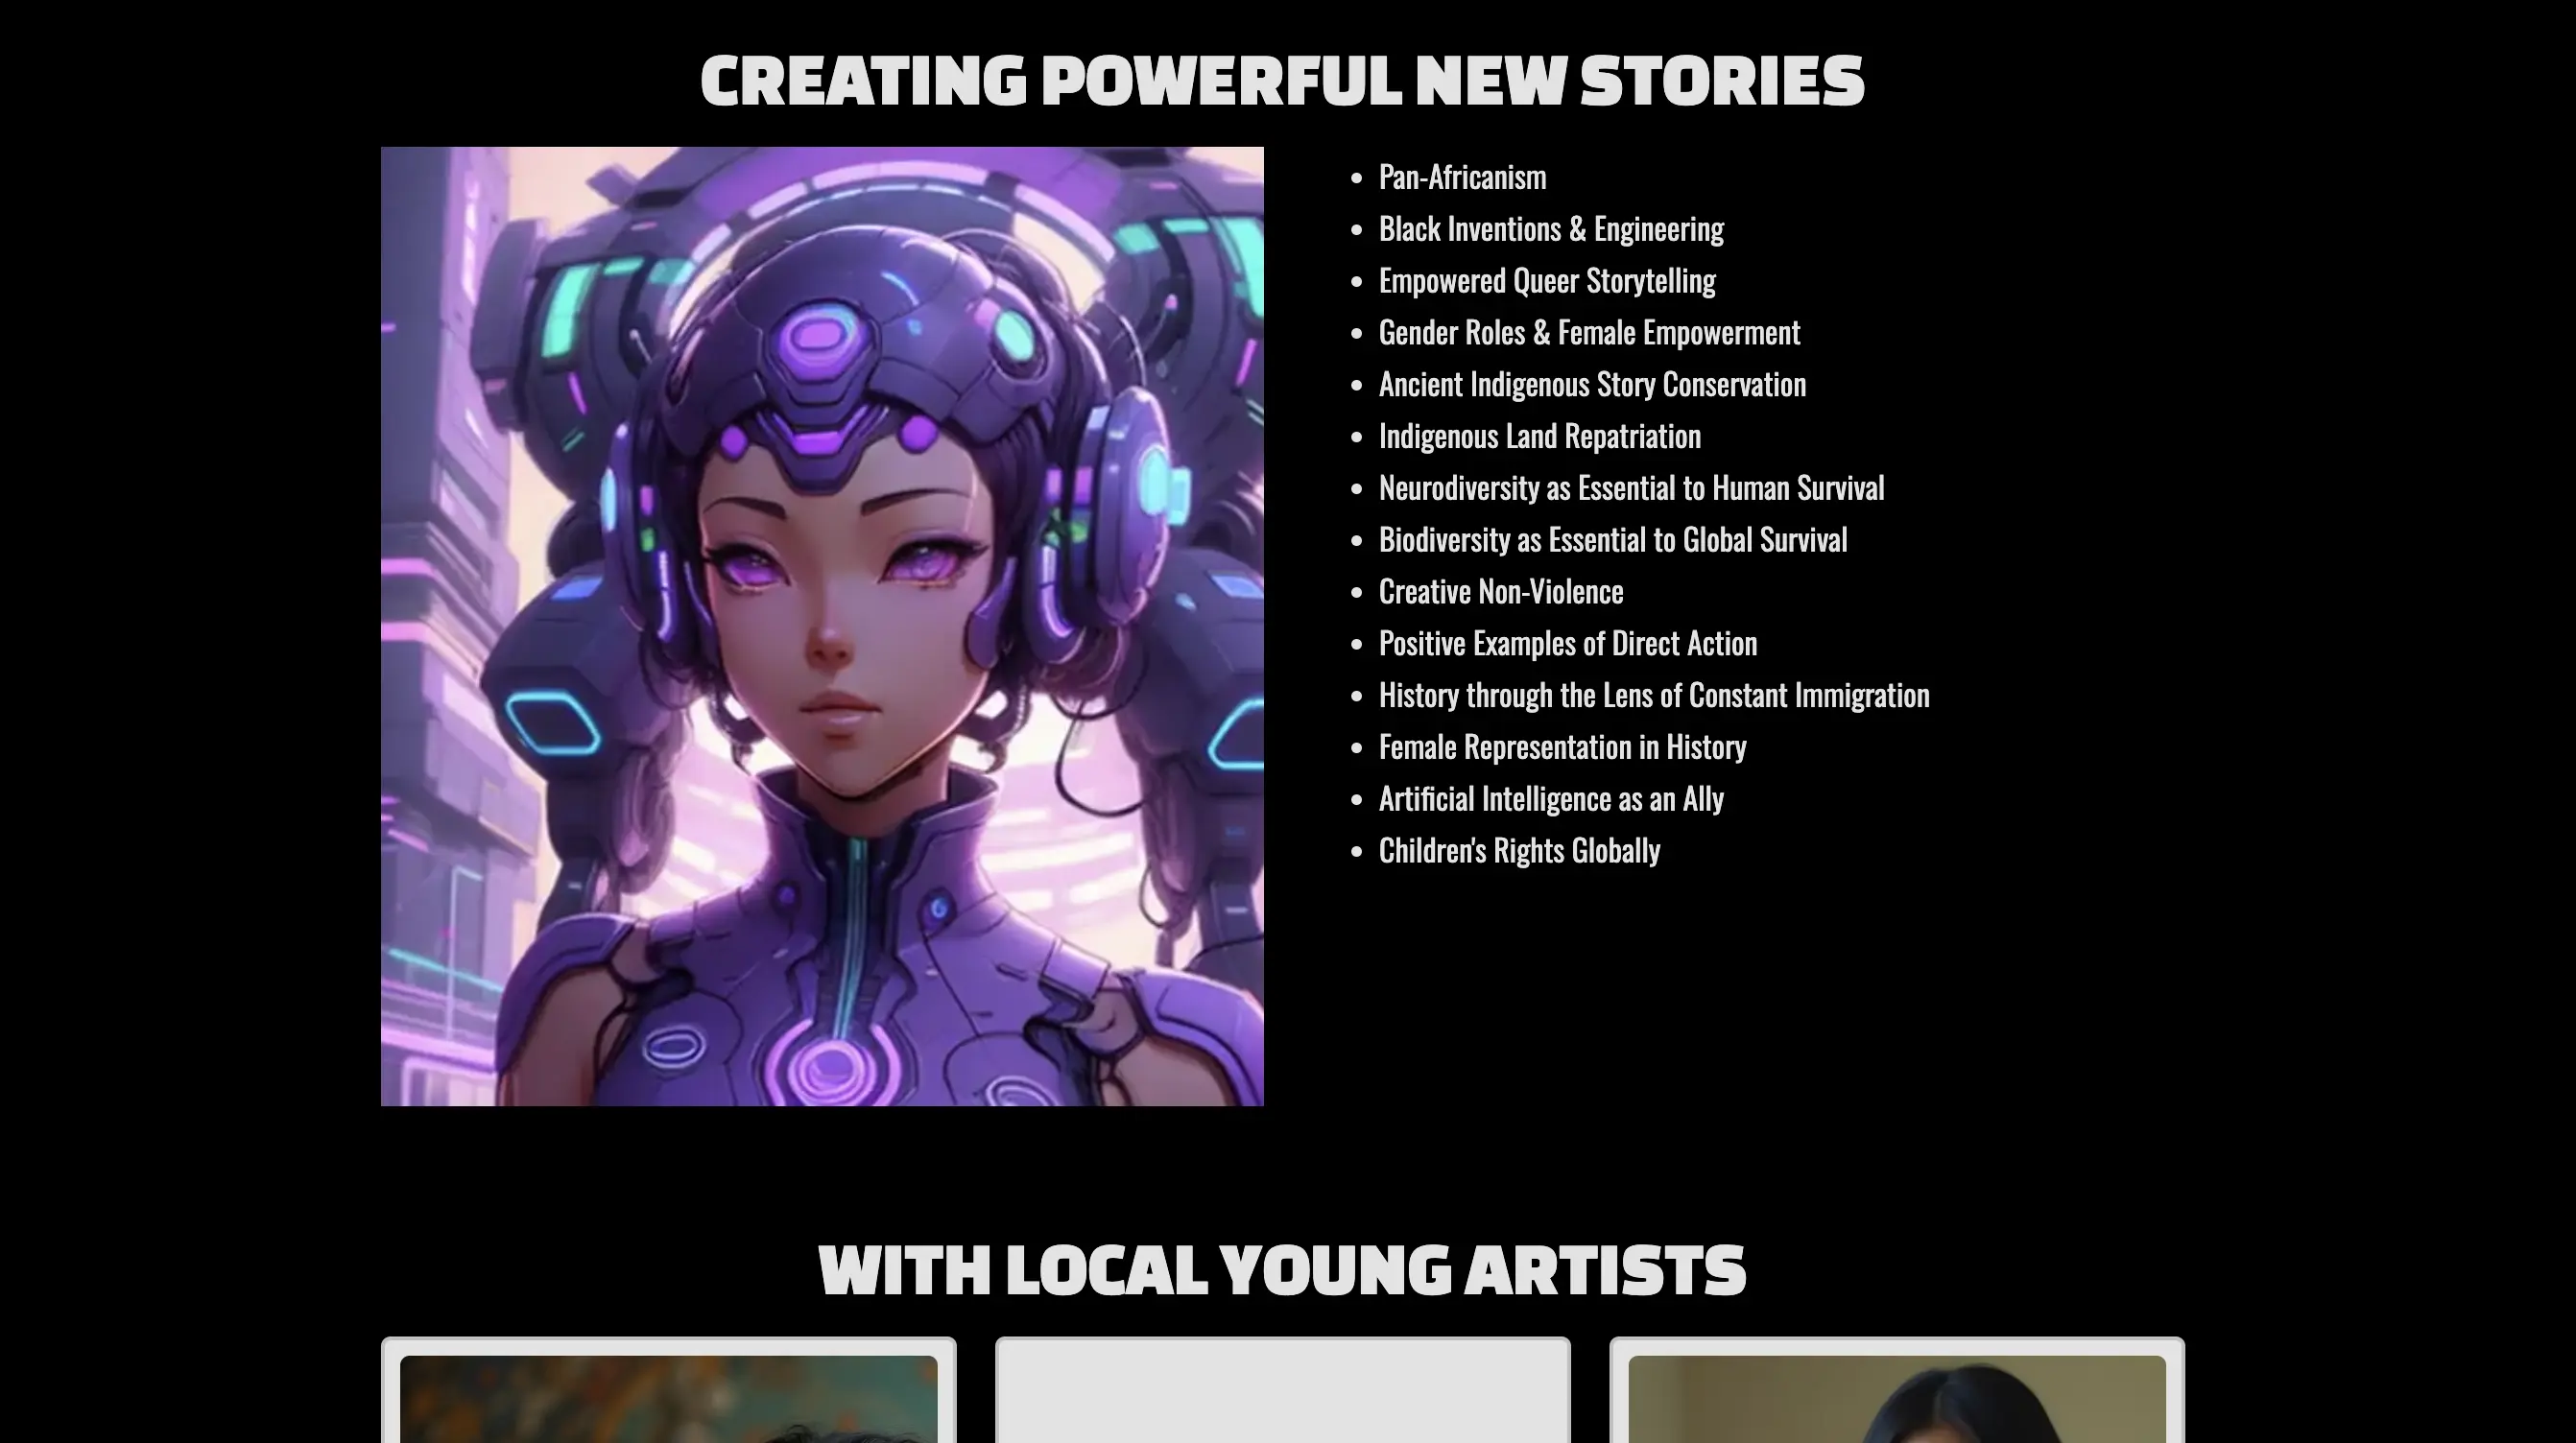 CREATING POWERFUL NEW STORIES
Pan-Africanism
Black Inventions & Engineering
Empowered Queer Storytelling
Gender Roles & Female Empowerment
Ancient Indigenous Story Conservation
Indigenous Land Repatriation
Neurodiversity as Essential to Human Survival
Biodiversity as Essential to Global Survival
Creative Non-Violence
Positive Examples of Direct Action
History through the Lens of Constant Immigration
Female Representation in History
Artificial Intelligence as an Ally
Children's Rights Globally
WITH LOCAL YOUNG ARTISTS